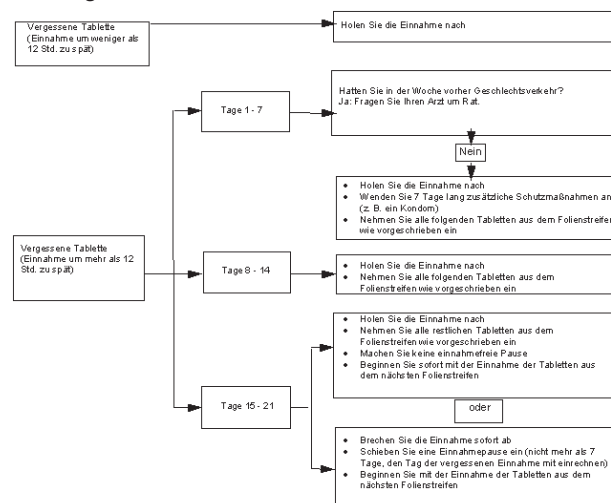 Vergessene Tablette
(Einnahme um weniger als
12 Std. zu spät)
Holen Sie die Einnahme nach
Tage 1 - 7
Hatten Sie in der Woche vorher Geschlechtsverkehr?
Ja: Fragen Sie Ihren Arzt um Rat.
Nein
• Holen Sie die Einnahme nach
• Wenden Sie 7 Tage lang zusätzliche Schutzmaßnahmen an
(z. B. ein Kondom)
• Nehmen Sie alle folgenden Tabletten aus dem Folienstreifen
wie vorgeschrieben ein
Vergessene Tablette
(Einnahme um mehr als 12
Std. zu spät)
Tage 8 - 14
• Holen Sie die Einnahme nach
• Nehmen Sie alle folgenden Tabletten aus dem
Folienstreifen wie vorgeschrieben ein
Tage 15 - 21
• Holen Sie die Einnahme nach
• Nehmen Sie alle restlichen Tabletten aus dem
Folienstreifen wie vorgeschrieben ein
• Machen Sie keine einnahmefreie Pause
• Beginnen Sie sofort mit der Einnahme der Tabletten aus
dem nächsten Folienstreifen
oder
• Brechen Sie die Einnahme sofort ab
• Schieben Sie eine Einnahmepause ein (nicht mehr als 7
Tage, den Tag der vergessenen Einnahme mit einrechnen)
• Beginnen Sie mit der Einnahme der Tabletten aus dem
nächsten Folienstreifen